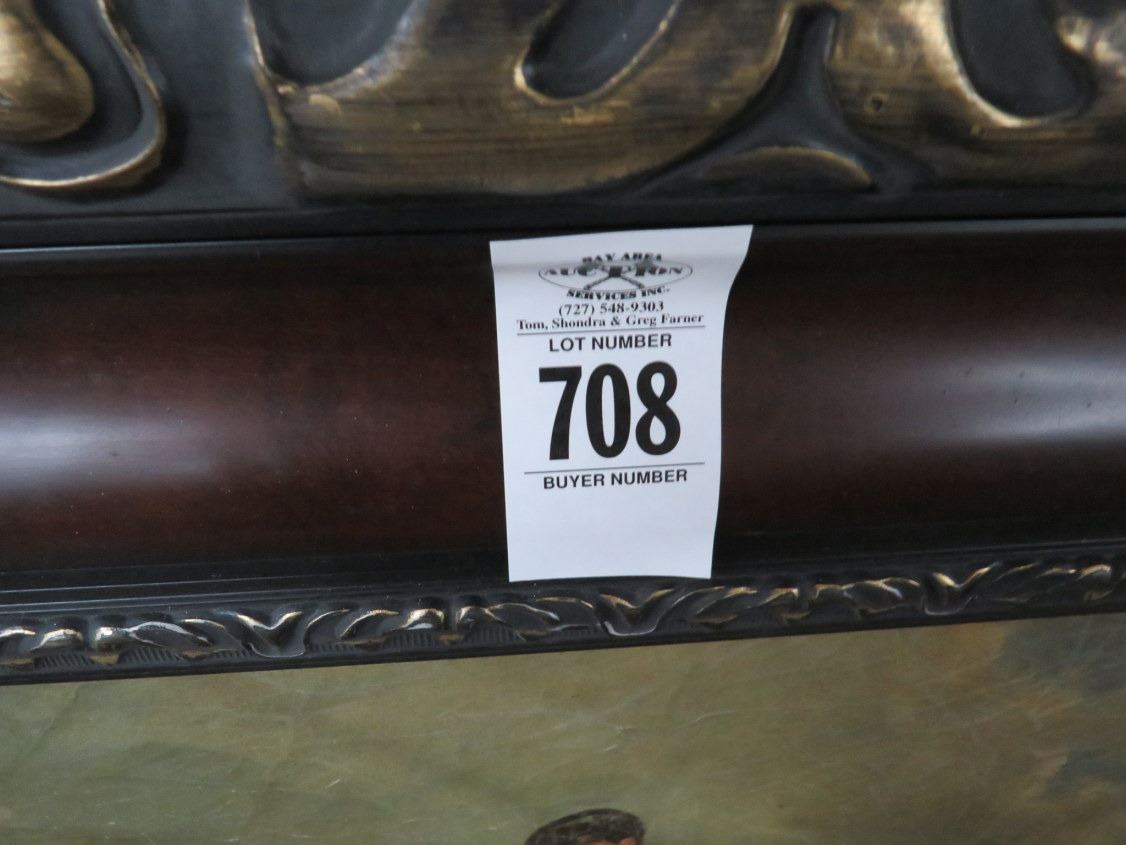 BAY AREA
AUCTION
SERVICES INC.
(727) 548-9303
Tom, Shondra & Greg Farner
LOT NUMBER
708
BUYER NUMBER